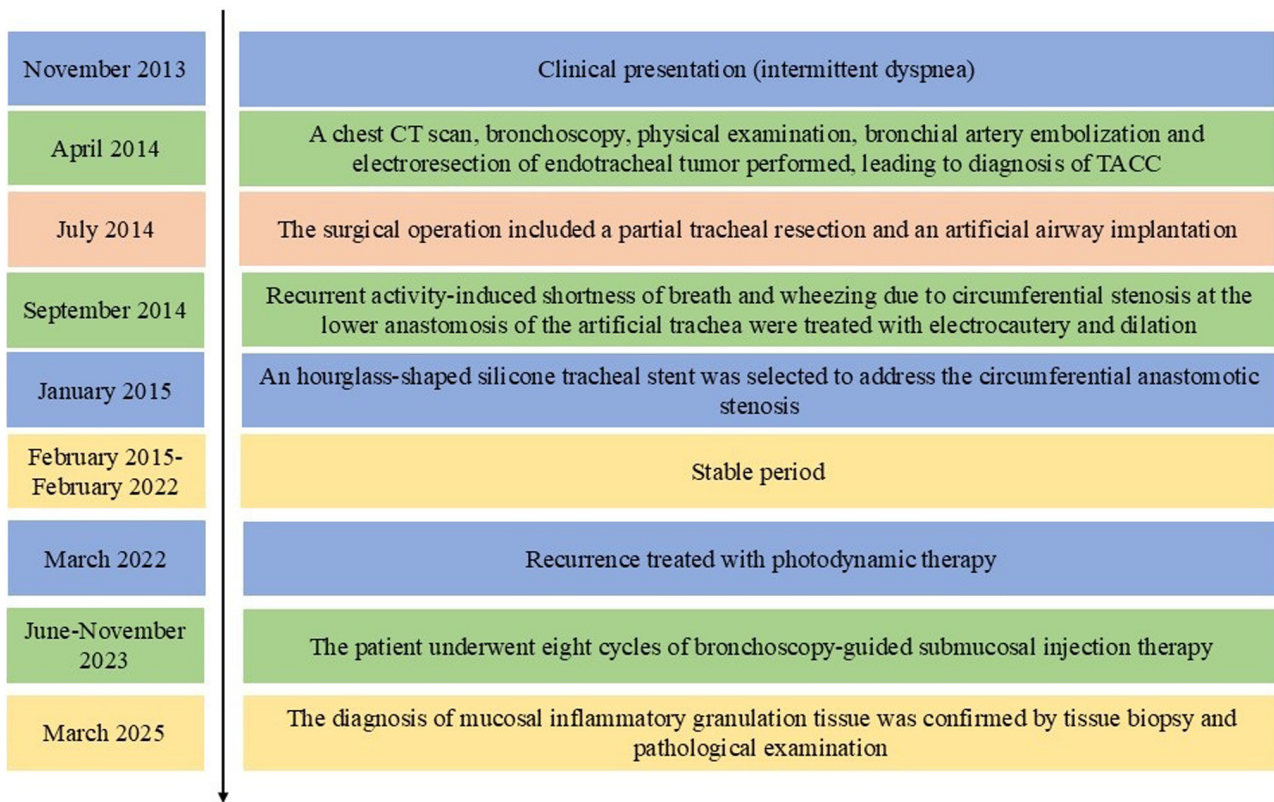 November 2013
Clinical presentation (intermittent dyspnea)
April 2014
A chest CT scan, bronchoscopy, physical examination, bronchial artery embolization and
electroresection of endotracheal tumor performed, leading to diagnosis of TACC
July 2014
The surgical operation included a partial tracheal resection and an artificial airway implantation
September 2014
Recurrent activity-induced shortness of breath and wheezing due to circumferential stenosis at the
lower anastomosis of the artificial trachea were treated with electrocautery and dilation
January 2015
An hourglass-shaped silicone tracheal stent was selected to address the circumferential anastomotic
stenosis
February 2015-
February 2022
Stable period
March 2022
Recurrence treated with photodynamic therapy
June-November
2023
The patient underwent eight cycles of bronchoscopy-guided submucosal injection therapy
March 2025
The diagnosis of mucosal inflammatory granulation tissue was confirmed by tissue biopsy and
pathological examination